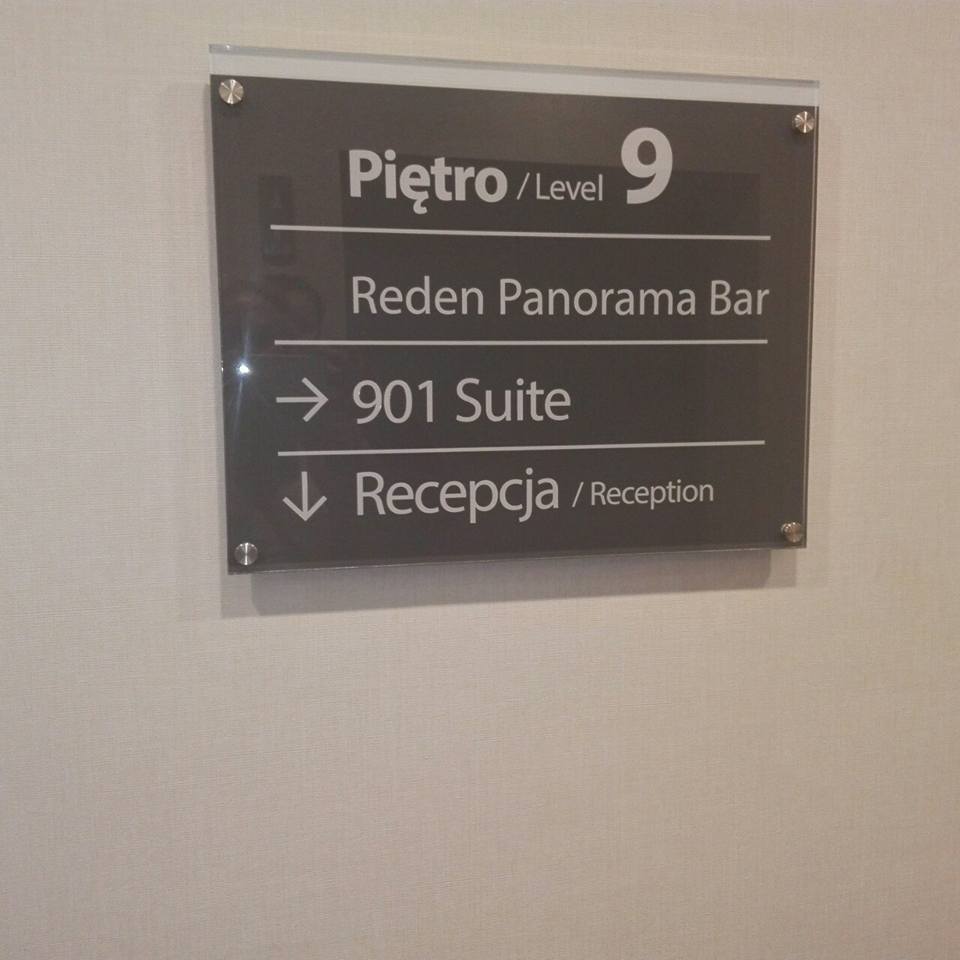 Piętro / Level 9
Reden Panorama Bar
→ 901 Suite
↓ Recepcja / Reception